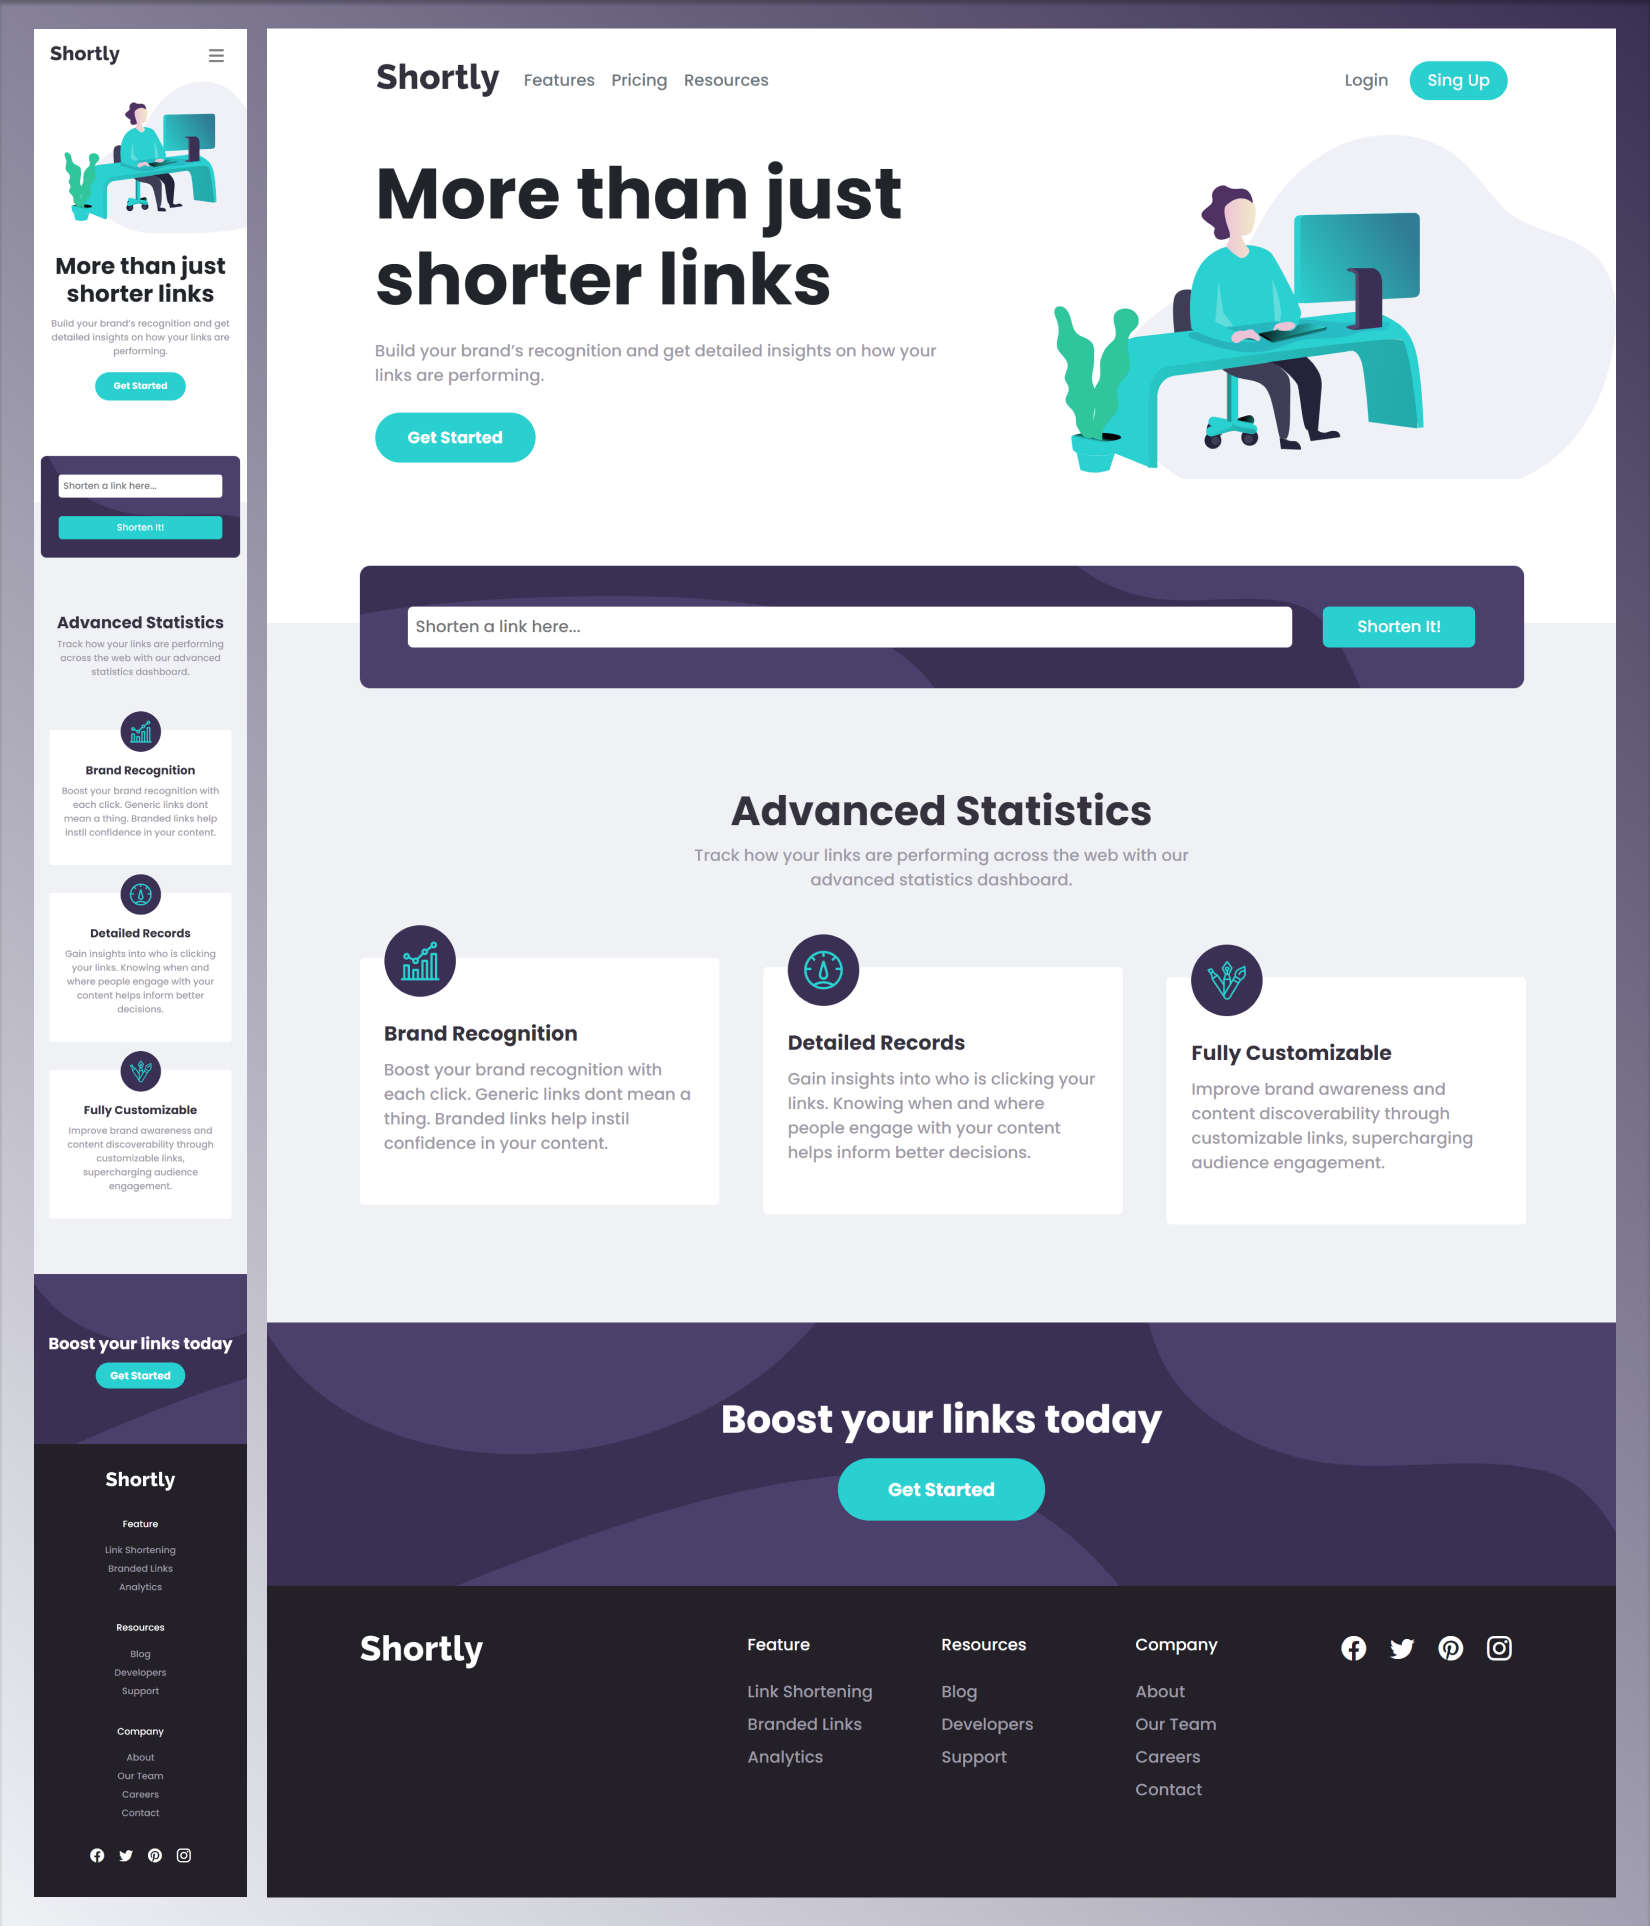 Shortly
More than just
shorter links
Build your brand's recognition and get
detailed insights on how your links are
performing.
Get Started
Shorten a link here...
Shorten It!
Advanced Statistics
Track how your links are performing
across the web with our advanced
statistics dashboard.
Brand Recognition
Boost your brand recognition with
each click. Generic links dont
mean a thing. Branded links help
instil confidence in your content.
Detailed Records
Gain insights into who is clicking
your links. Knowing when and
where people engage with your
content helps inform better
decisions.
Fully Customizable
Improve brand awareness and
content discoverability through
customizable links,
supercharging audience
engagement.
Boost your links today
Get Started
Shortly
Feature
Link Shortening
Branded Links
Analytics
Resources
Blog
Developers
Support
Company
About
Our Team
Careers
Contact
Shortly Features Pricing Resources Login Sing Up
More than just
shorter links
Build your brand’s recognition and get detailed insights on how your
links are performing.
Get Started
Shorten a link here... Shorten It!
Advanced Statistics
Track how your links are performing across the web with our
advanced statistics dashboard.
Brand Recognition
Boost your brand recognition with
each click. Generic links dont mean a
thing. Branded links help instil
confidence in your content.
Detailed Records
Gain insights into who is clicking your
links. Knowing when and where
people engage with your content
helps inform better decisions.
Fully Customizable
Improve brand awareness and
content discoverability through
customizable links, supercharging
audience engagement.
Boost your links today
Get Started
Shortly
Feature
Link Shortening
Branded Links
Analytics
Resources
Blog
Developers
Support
Company
About
Our Team
Careers
Contact